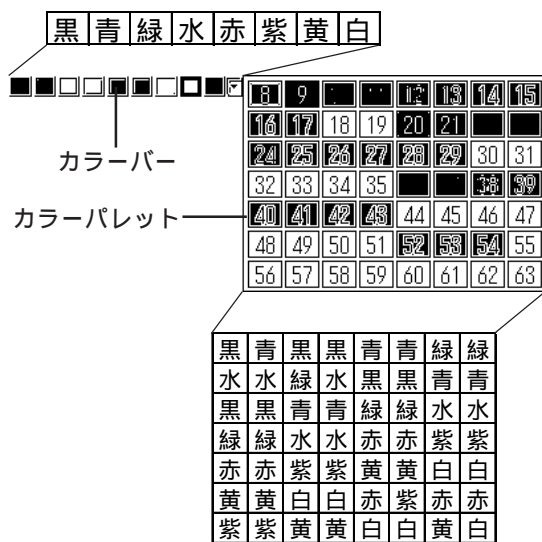 黒青緑水赤紫黄白
カラーバー
カラーパレット
8 9 12 13 14 15
16 17 18 19 20 21
24 25 26 27 28 29 30 31
32 33 34 35 38 39
40 41 42 43 44 45 46 47
48 49 50 51 52 53 54 55
56 57 58 59 60 61 62 63
黒青黒黒青青緑緑
水水緑水黒黒青青
黒黒青青緑緑水水
緑緑水水赤赤紫紫
赤赤紫紫黄黄白白
黄黄白白赤紫赤赤
紫紫黄黄白白黄白